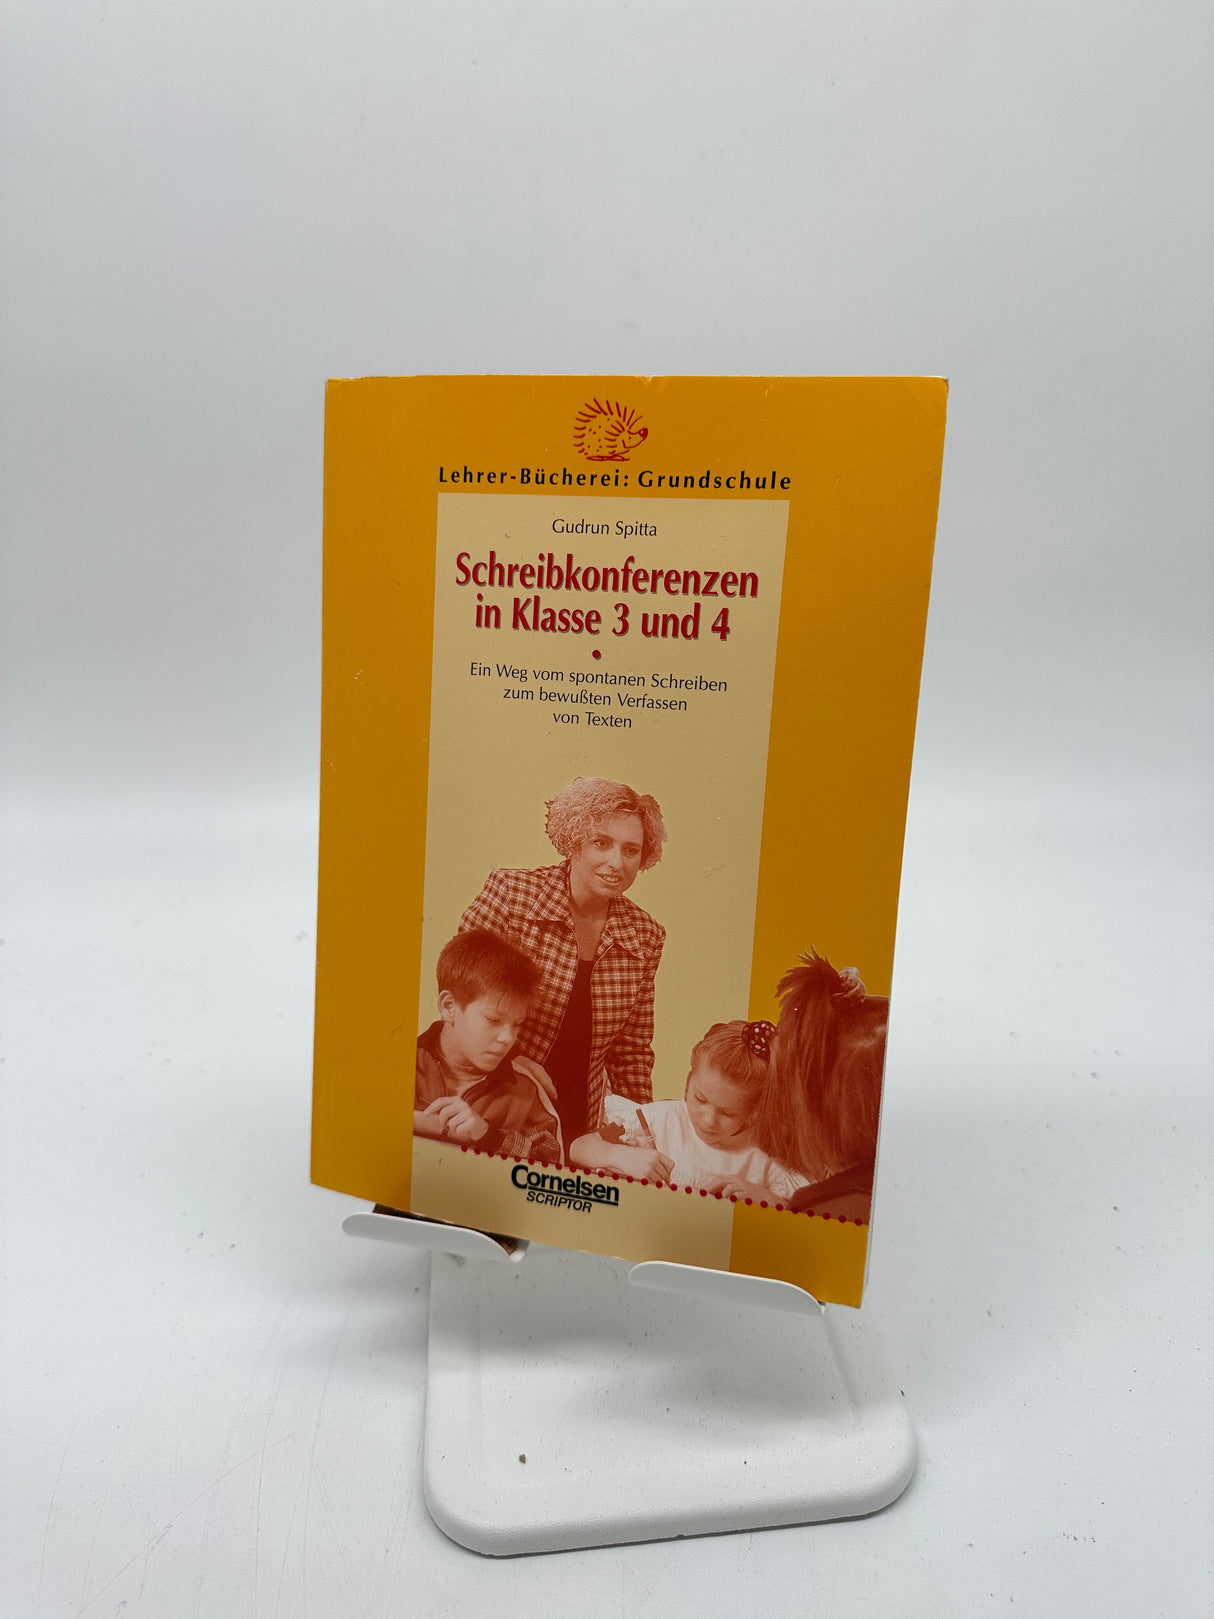 Lehrer-Bücherei: Grundschule
Gudrun Spitta
Schreibkonferenzen
in Klasse 3 und 4
Ein Weg vom spontanen Schreiben
zum bewußten Verfassen
von Texten
Cornelsen
SCRIPTOR